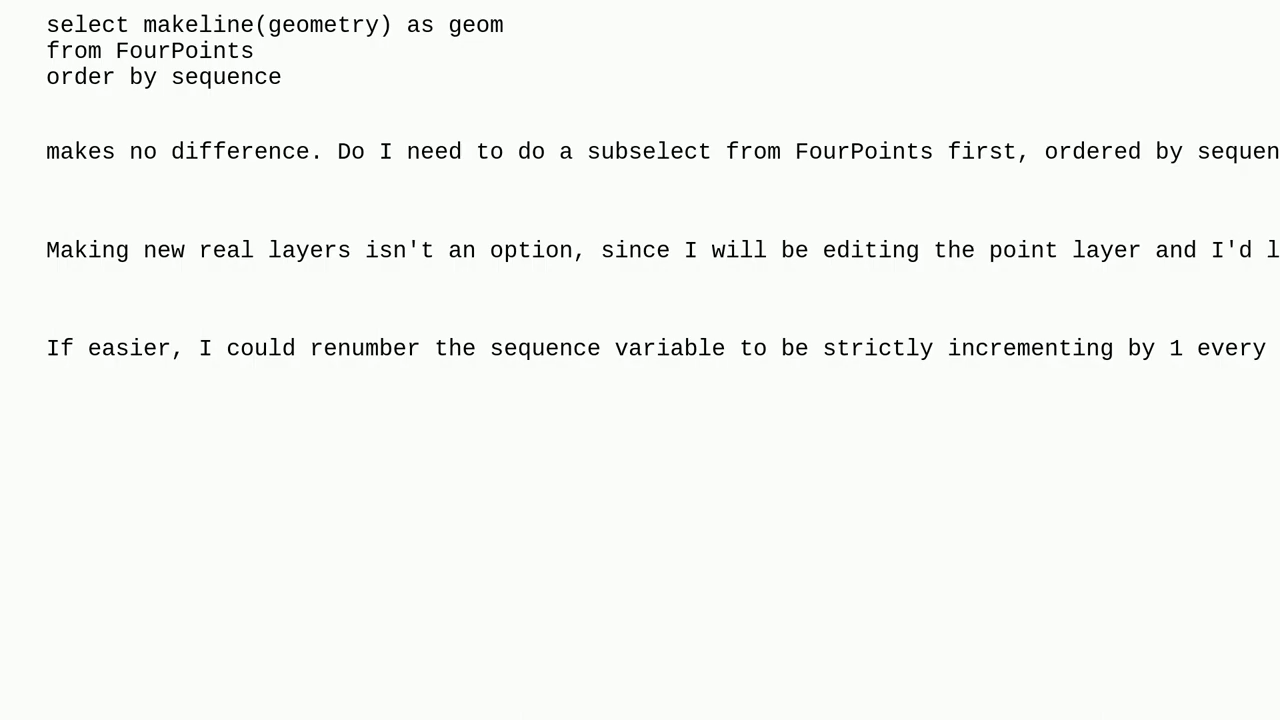 select makeline(geometry) as geom
from FourPoints
order by sequence
makes no difference. Do I need to do a subselect from FourPoints first, ordered by
Making new real layers isn't an option, since I will be editing the point layer and I'd
If easier, I could renumber the sequence variable to be strictly incrementing by 1 every